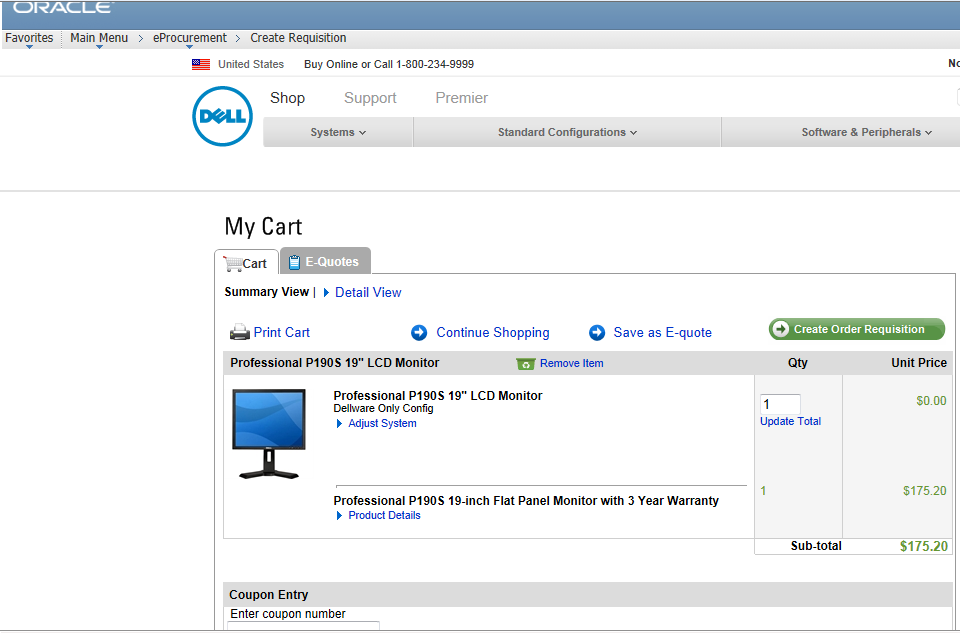 ORACLE
Favorites Main Menu > eProcurement > Create Requisition
United States Buy Online or Call 1-800-234-9999
DELL
Shop Support Premier
Systems Standard Configurations Software & Peripherals
My Cart
Cart E-Quotes
Summary View | Detail View
Print Cart Continue Shopping Save as E-quote Create Order Requisition
Professional P190S 19" LCD Monitor Remove Item Qty Unit Price
Professional P190S 19" LCD Monitor $0.00
Dellware Only Config 1
Adjust System Update Total
Professional P190S 19-inch Flat Panel Monitor with 3 Year Warranty 1 $175.20
Product Details
Sub-total $175.20
Coupon Entry
Enter coupon number